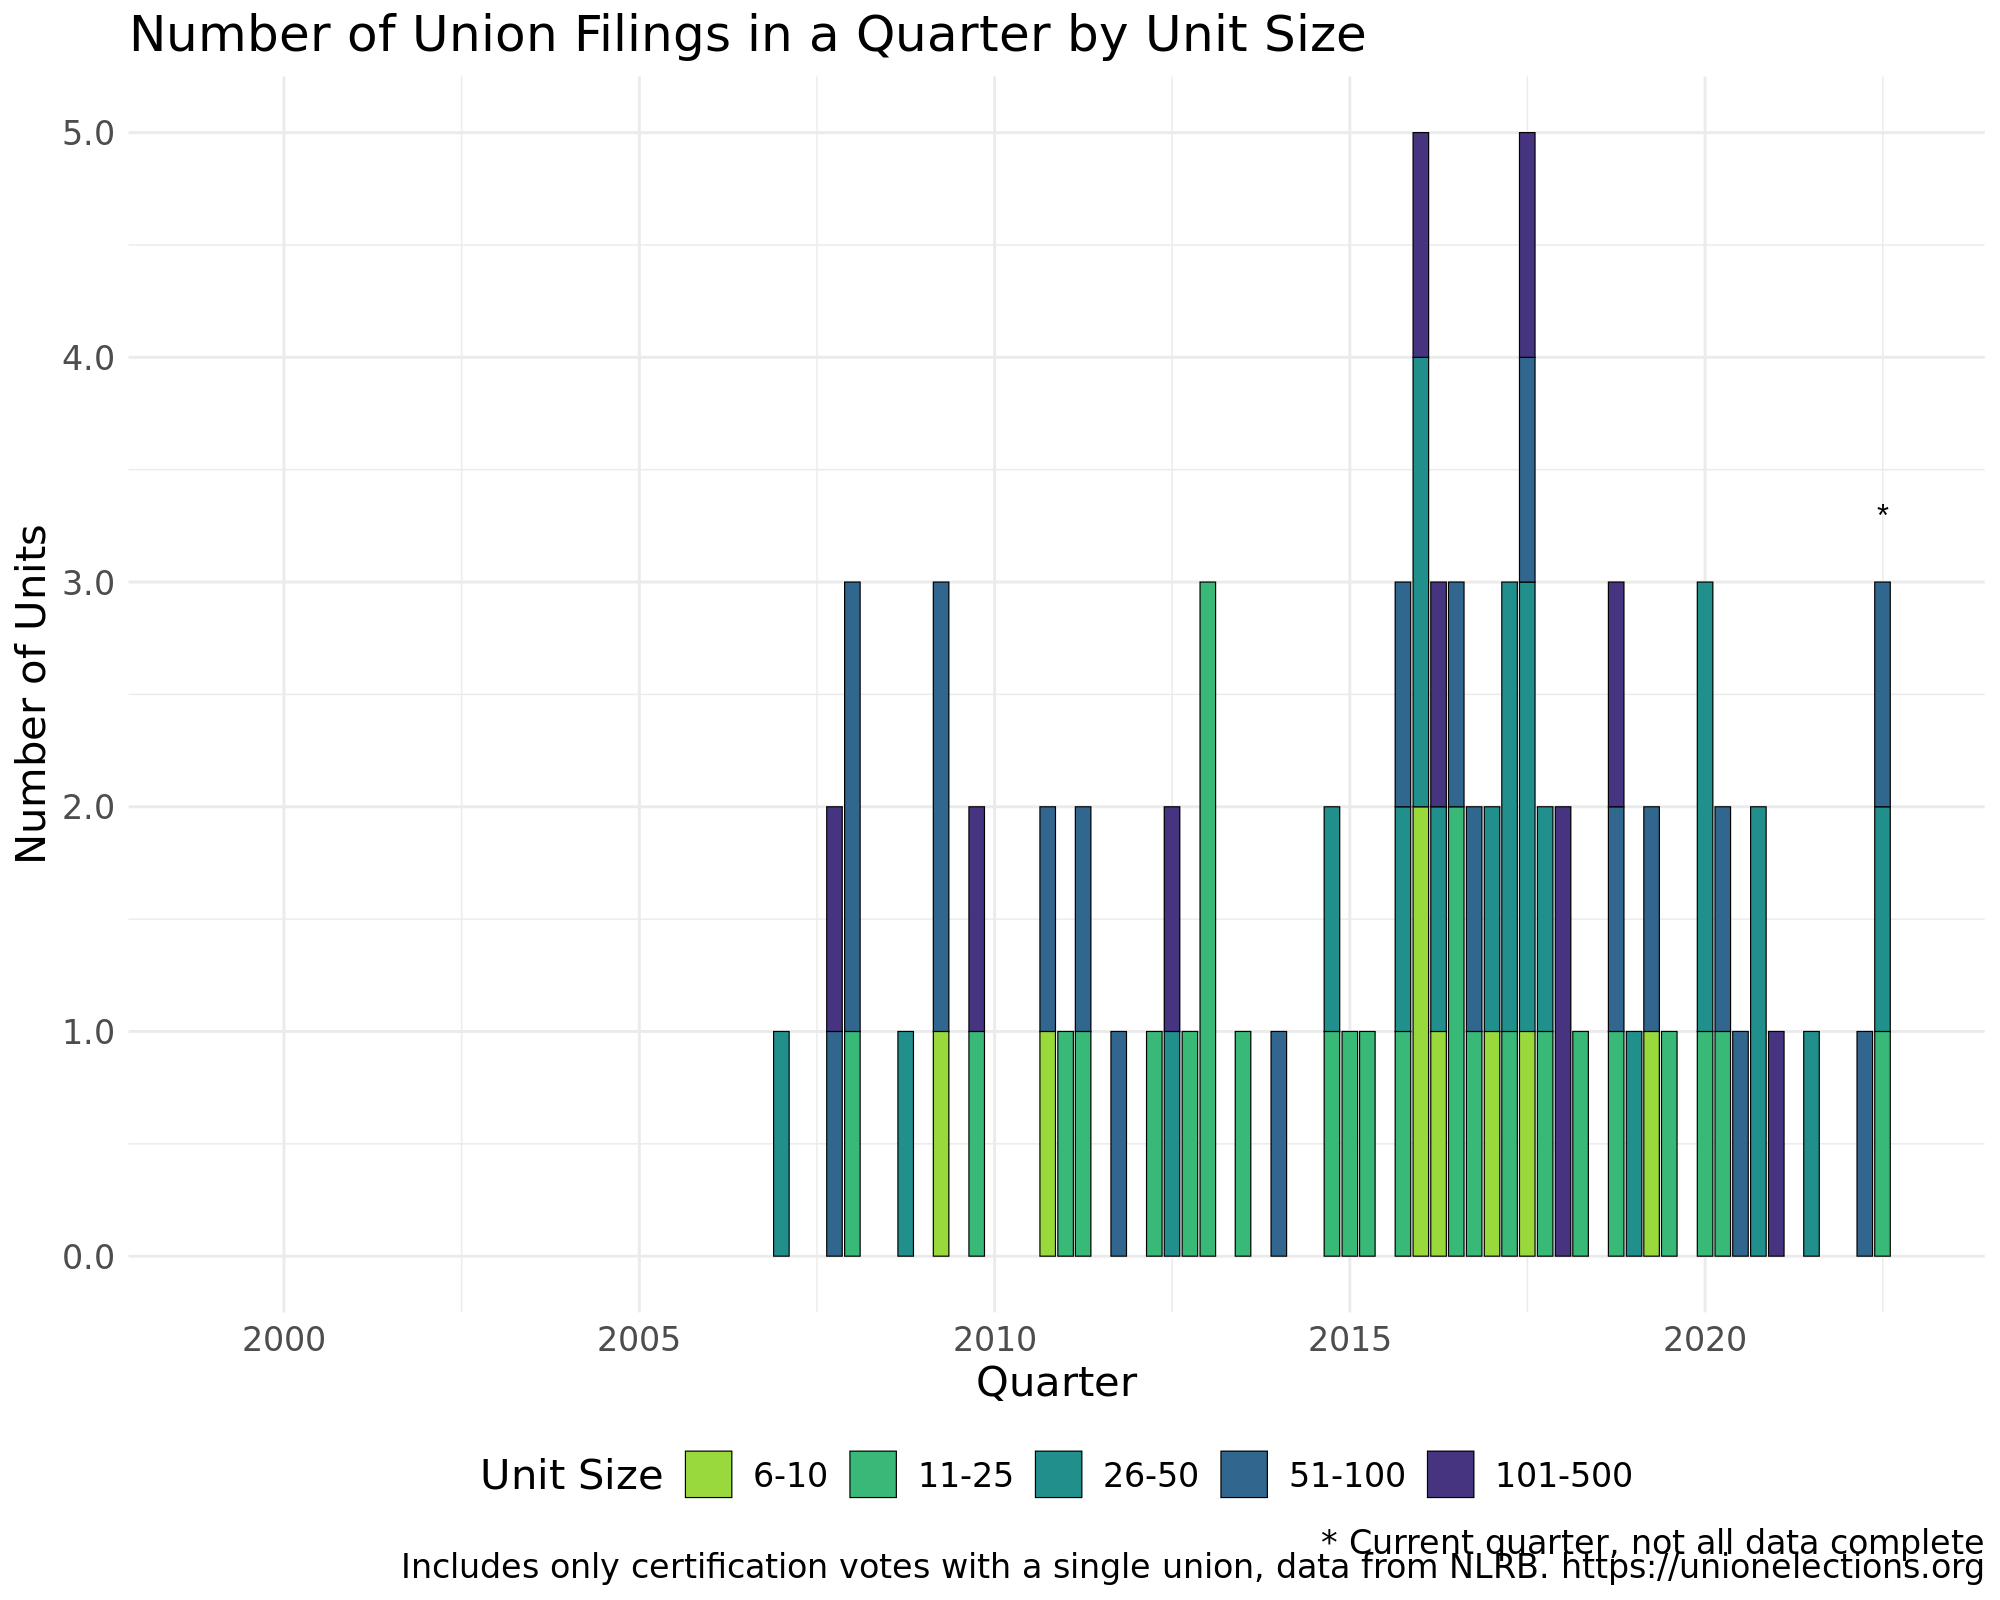 Number of Union Filings in a Quarter by Unit Size
Number of Units
5.0
4.0
3.0
2.0
1.0
0.0
*
2000 2005 2010 2015 2020
Quarter
Unit Size 6-10 11-25 26-50 51-100 101-500
* Current quarter, not all data complete
Includes only certification votes with a single union, data from NLRB. https://unionelections.org